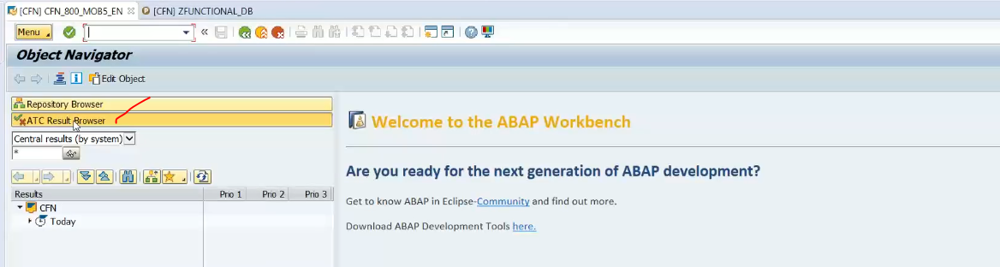 [CFN] CFN_800_MOB5_EN [CFN] ZFUNCTIONAL_DB
Menu
Object Navigator
Edit Object
Repository Browser
ATC Result Browser
Central results (by system)
*
Results Prio 1 Prio 2 Prio 3
CFN
Today
Welcome to the ABAP Workbench
Are you ready for the next generation of ABAP development?
Get to know ABAP in Eclipse-Community and find out more.
Download ABAP Development Tools here.